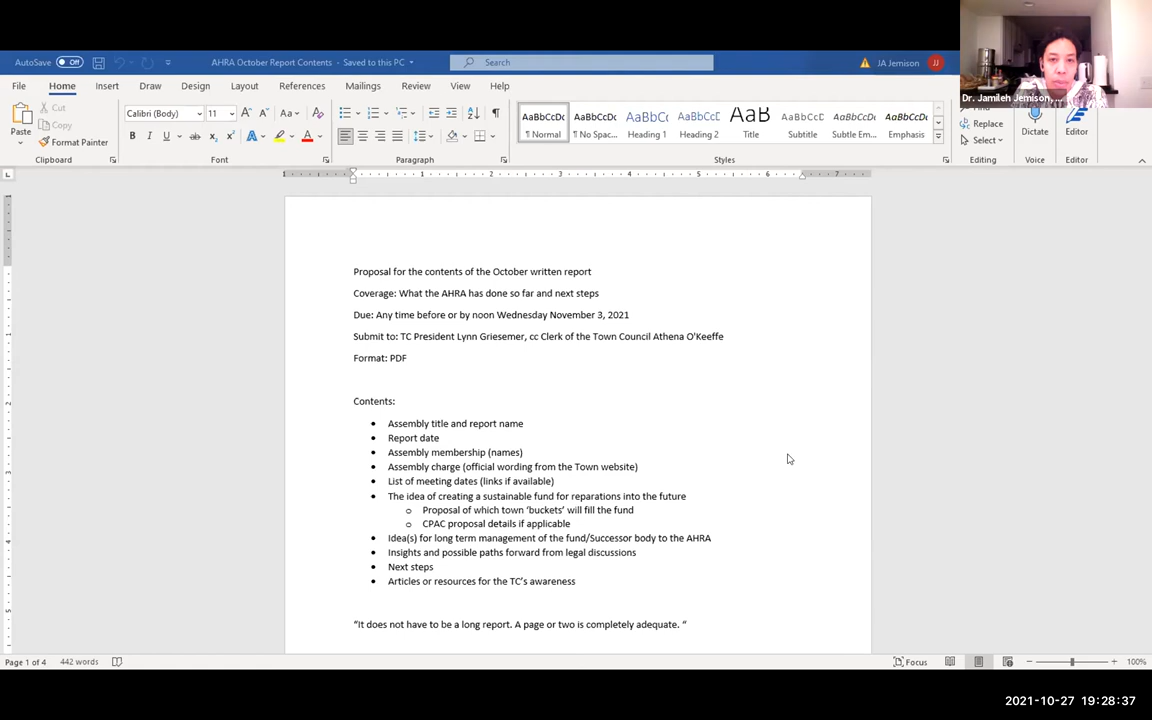 AutoSave Off AHRA October Report Contents - Saved to this PC Search JA Jemison JJ
Dr. Jamileh Jemison, ...
File Home Insert Draw Design Layout References Mailings Review View Help
Paste Cut Copy Format Painter
Calibri (Body) 11
AaBbCcDc AaBbCcDc AaBbCc AaBbCcD AaB AaBbCcD AaBbCcDc AaBbCcDc
¶ Normal ¶ No Spac... Heading 1 Heading 2 Title Subtitle Subtle Em... Emphasis
Replace Select Dictate Editor
Clipboard Font Paragraph Styles Editing Voice Editor
1 1 2 3 4 5 6 7
Proposal for the contents of the October written report
Coverage: What the AHRA has done so far and next steps
Due: Any time before or by noon Wednesday November 3, 2021
Submit to: TC President Lynn Griesemer, cc Clerk of the Town Council Athena O'Keeffe
Format: PDF
Contents:
• Assembly title and report name
• Report date
• Assembly membership (names)
• Assembly charge (official wording from the Town website)
• List of meeting dates (links if available)
• The idea of creating a sustainable fund for reparations into the future
o Proposal of which town ‘buckets’ will fill the fund
o CPAC proposal details if applicable
• Idea(s) for long term management of the fund/Successor body to the AHRA
• Insights and possible paths forward from legal discussions
• Next steps
• Articles or resources for the TC’s awareness
“It does not have to be a long report. A page or two is completely adequate. “
Page 1 of 4 442 words Focus 100%
2021-10-27 19:28:37